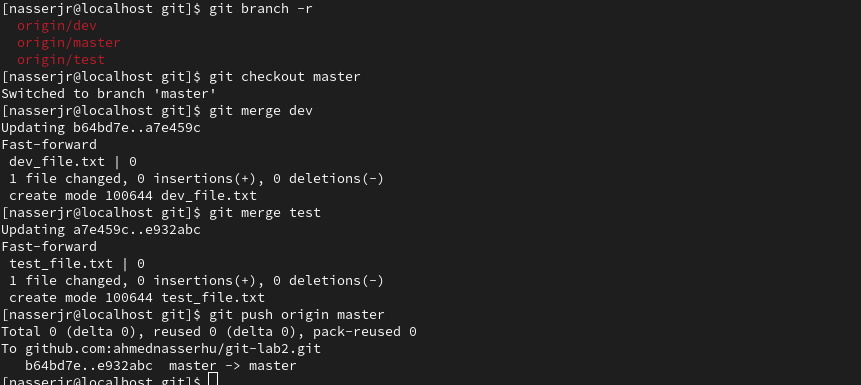 [nasserjr@localhost git]$ git branch -r
  origin/dev
  origin/master
  origin/test
[nasserjr@localhost git]$ git checkout master
Switched to branch 'master'
[nasserjr@localhost git]$ git merge dev
Updating b64bd7e..a7e459c
Fast-forward
 dev_file.txt | 0
 1 file changed, 0 insertions(+), 0 deletions(-)
 create mode 100644 dev_file.txt
[nasserjr@localhost git]$ git merge test
Updating a7e459c..e932abc
Fast-forward
 test_file.txt | 0
 1 file changed, 0 insertions(+), 0 deletions(-)
 create mode 100644 test_file.txt
[nasserjr@localhost git]$ git push origin master
Total 0 (delta 0), reused 0 (delta 0), pack-reused 0
To github.com:ahmednasserhu/git-lab2.git
   b64bd7e..e932abc  master -> master
[nasserjr@localhost git]$